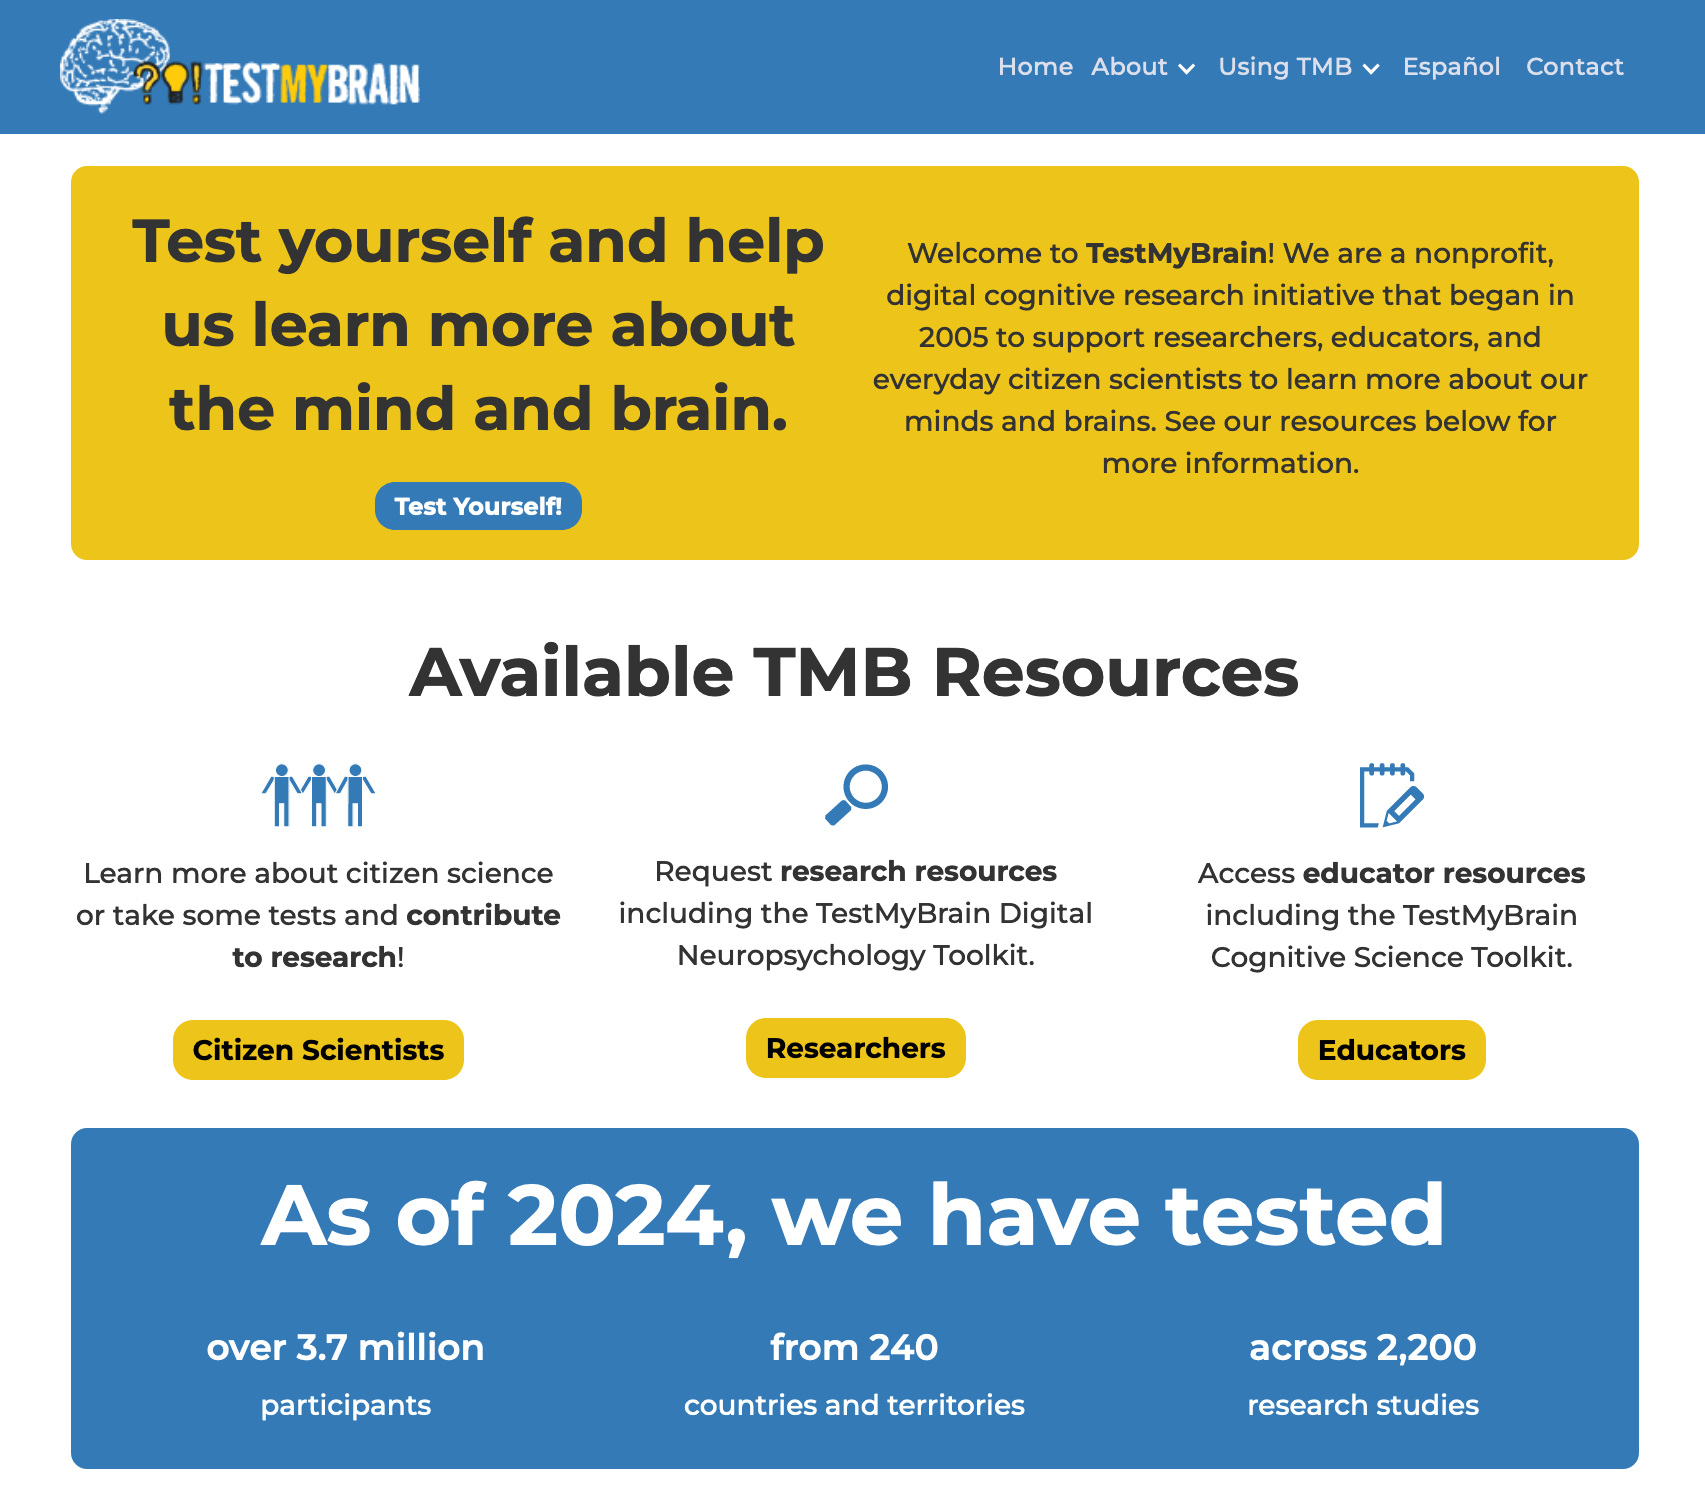 ?!TESTMYBRAIN
Home About Using TMB Español Contact
Test yourself and help
us learn more about
the mind and brain.
Test Yourself!
Welcome to TestMyBrain! We are a nonprofit,
digital cognitive research initiative that began in
2005 to support researchers, educators, and
everyday citizen scientists to learn more about our
minds and brains. See our resources below for
more information.
Available TMB Resources
Learn more about citizen science
or take some tests and contribute
to research!
Citizen Scientists
Request research resources
including the TestMyBrain Digital
Neuropsychology Toolkit.
Researchers
Access educator resources
including the TestMyBrain
Cognitive Science Toolkit.
Educators
As of 2024, we have tested
over 3.7 million
participants
from 240
countries and territories
across 2,200
research studies